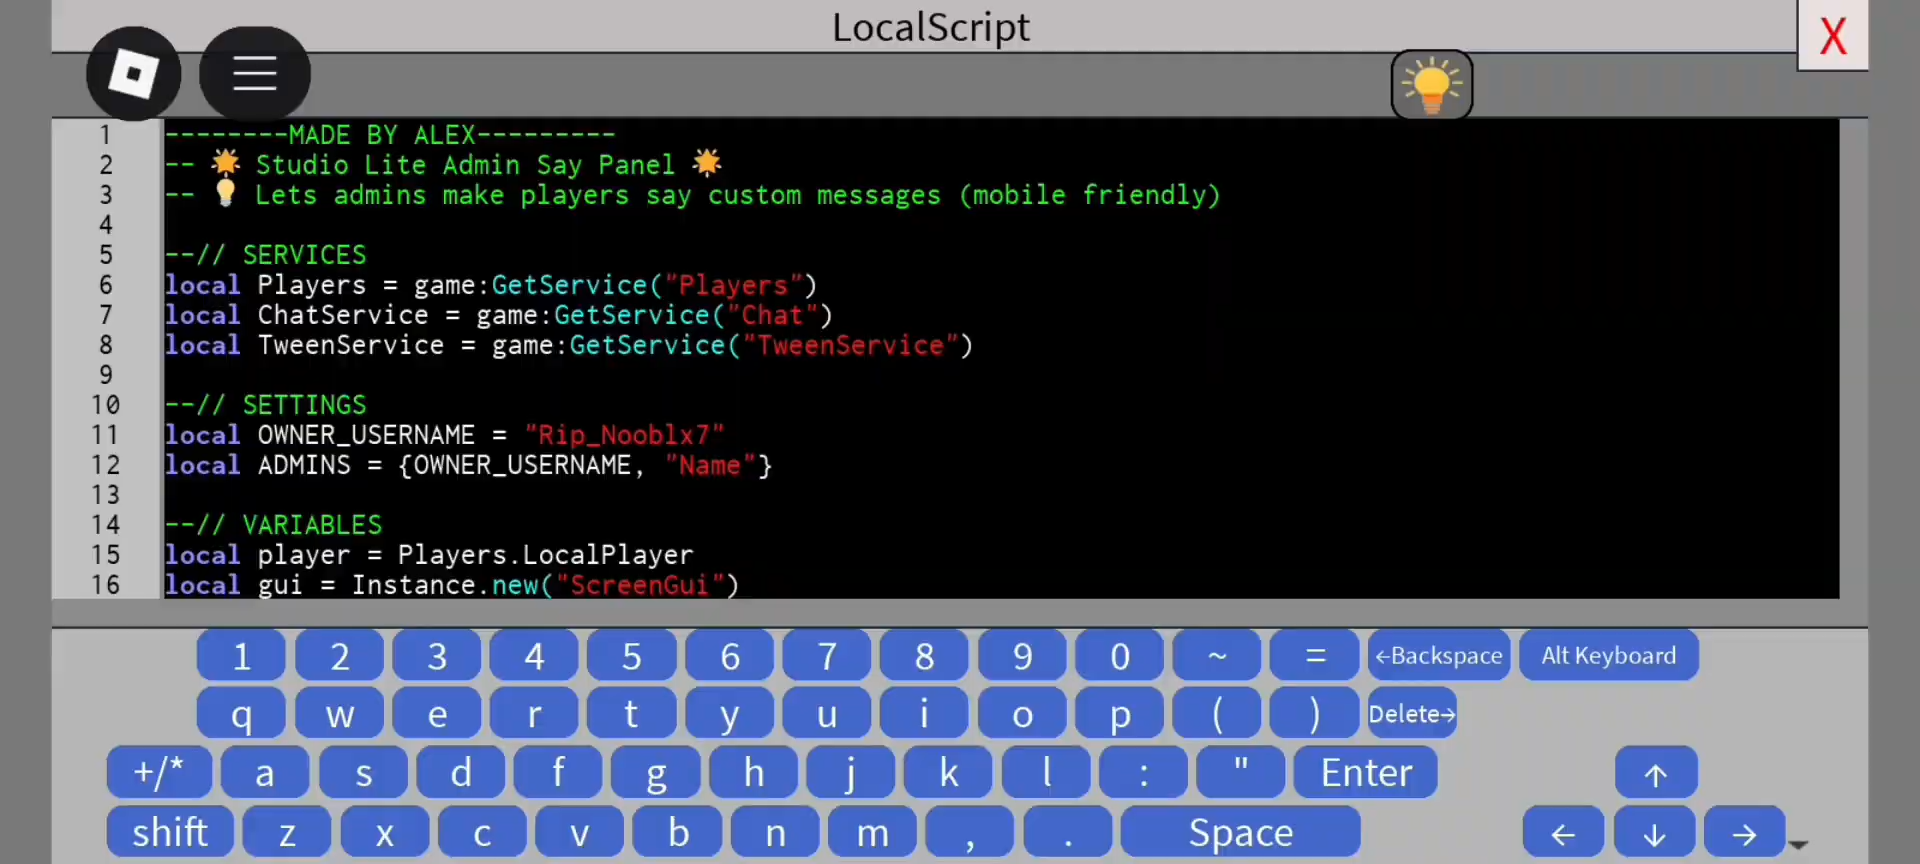 LocalScript
X
1 --------MADE BY ALEX---------
2 -- 🌟 Studio Lite Admin Say Panel 🌟
3 -- 💡 Lets admins make players say custom messages (mobile friendly)
4
5 --// SERVICES
6 local Players = game:GetService("Players")
7 local ChatService = game:GetService("Chat")
8 local TweenService = game:GetService("TweenService")
9
10 --// SETTINGS
11 local OWNER_USERNAME = "Rip_Nooblx7"
12 local ADMINS = {OWNER_USERNAME, "Name"}
13
14 --// VARIABLES
15 local player = Players.LocalPlayer
16 local gui = Instance.new("ScreenGui")
1 2 3 4 5 6 7 8 9 0 ~ = ←Backspace Alt Keyboard
q w e r t y u i o p ( ) Delete→
+/* a s d f g h j k l : " Enter ↑
shift z x c v b n m , . Space ← ↓ →